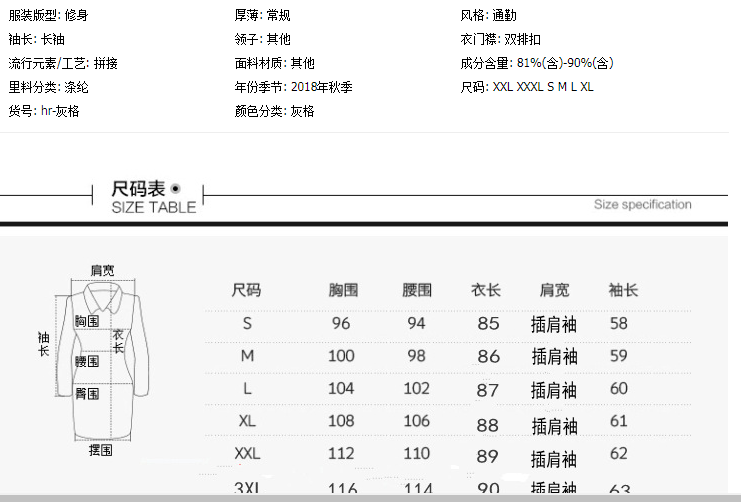 服装版型: 修身 厚薄: 常规 风格: 通勤
袖长: 长袖 领子: 其他 衣门襟: 双排扣
流行元素/工艺: 拼接 面料材质: 其他 成分含量: 81%(含)-90%(含)
里料分类: 涤纶 年份季节: 2018年秋季 尺码: XXL XXXL S M L XL
货号: hr-灰格 颜色分类: 灰格
尺码表
SIZE TABLE
Size specification
肩宽
胸围
衣长
袖长
腰围
臀围
摆围
尺码 胸围 腰围 衣长 肩宽 袖长
S 96 94 85 插肩袖 58
M 100 98 86 插肩袖 59
L 104 102 87 插肩袖 60
XL 108 106 88 插肩袖 61
XXL 112 110 89 插肩袖 62
3XL 116 114 90 插肩袖 63